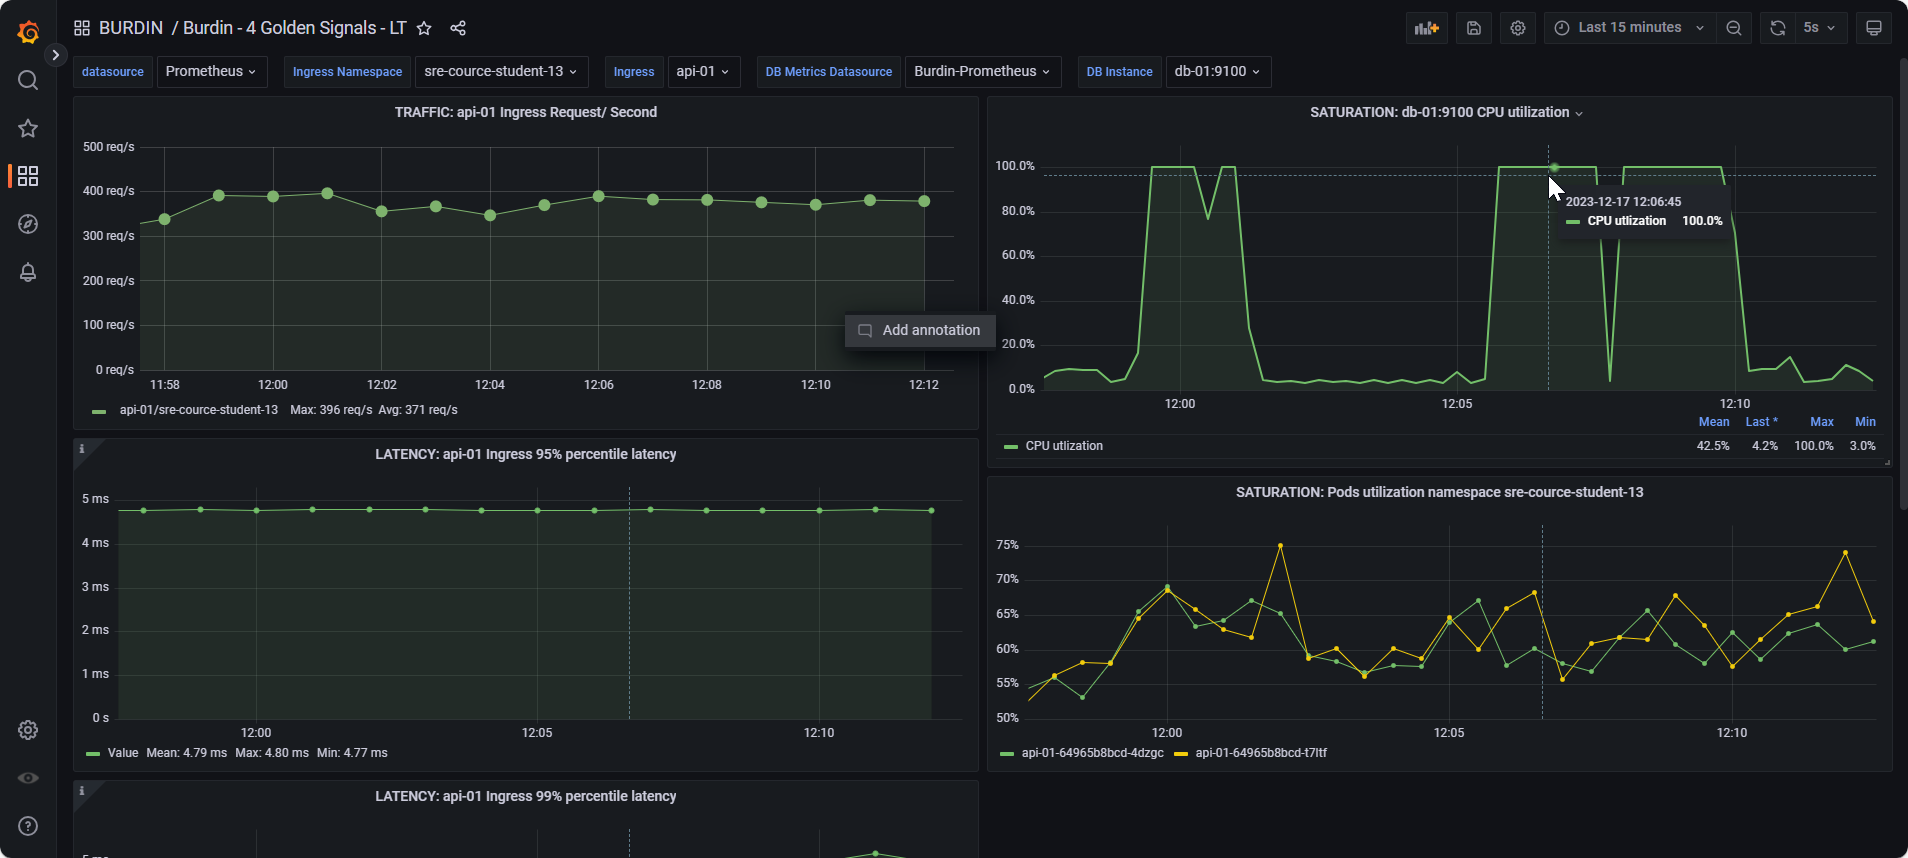 BURDIN / Burdin - 4 Golden Signals - LT
Last 15 minutes
5s
datasource Prometheus Ingress Namespace sre-cource-student-13 Ingress api-01 DB Metrics Datasource Burdin-Prometheus DB Instance db-01:9100
TRAFFIC: api-01 Ingress Request/ Second
500 req/s
400 req/s
300 req/s
200 req/s
100 req/s
0 req/s
11:58 12:00 12:02 12:04 12:06 12:08 12:10 12:12
api-01/sre-cource-student-13 Max: 396 req/s Avg: 371 req/s
Add annotation
SATURATION: db-01:9100 CPU utilization
100.0%
80.0%
60.0%
40.0%
20.0%
0.0%
12:00 12:05 12:10
2023-12-17 12:06:45
CPU utlization 100.0%
Mean Last * Max Min
CPU utlization 42.5% 4.2% 100.0% 3.0%
LATENCY: api-01 Ingress 95% percentile latency
5 ms
4 ms
3 ms
2 ms
1 ms
0 s
12:00 12:05 12:10
Value Mean: 4.79 ms Max: 4.80 ms Min: 4.77 ms
SATURATION: Pods utilization namespace sre-cource-student-13
75%
70%
65%
60%
55%
50%
12:00 12:05 12:10
api-01-64965b8bcd-4dzgc api-01-64965b8bcd-t7ltf
LATENCY: api-01 Ingress 99% percentile latency